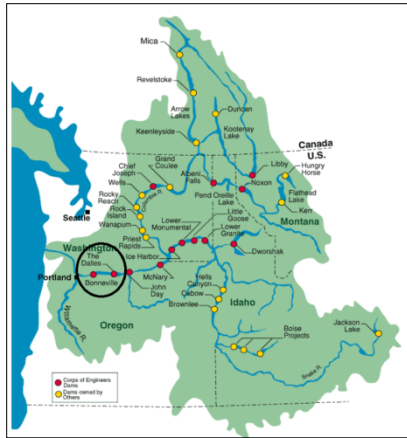 Mica
Revelstoke
Arrow
Lakes
Duncan
Keenleyside
Kootenay
Lake
Canada
U.S.
Grand
Coulee
Chief
Joseph
Libby
Hungry
Horse
Wells
Albeni
Falls
Noxon
Rocky
Reach
Flathead
Lake
Pend Oreille
Lake
Ken
Rock
Island
Seattle
Montana
Wanapum
Little
Goose
Lower
Monumental
Lower
Granite
Priest
Rapids
Washington
Ice Harbor
Dworshak
The
Dalles
Portland
McNary
Hells
Canyon
Bonneville
John
Day
Oxbow
Idaho
Brownlee
Willamette R.
Oregon
Boise
Projects
Jackson
Lake
Snake R.
Corps of Engineers
Dams
Dams owned by
Others